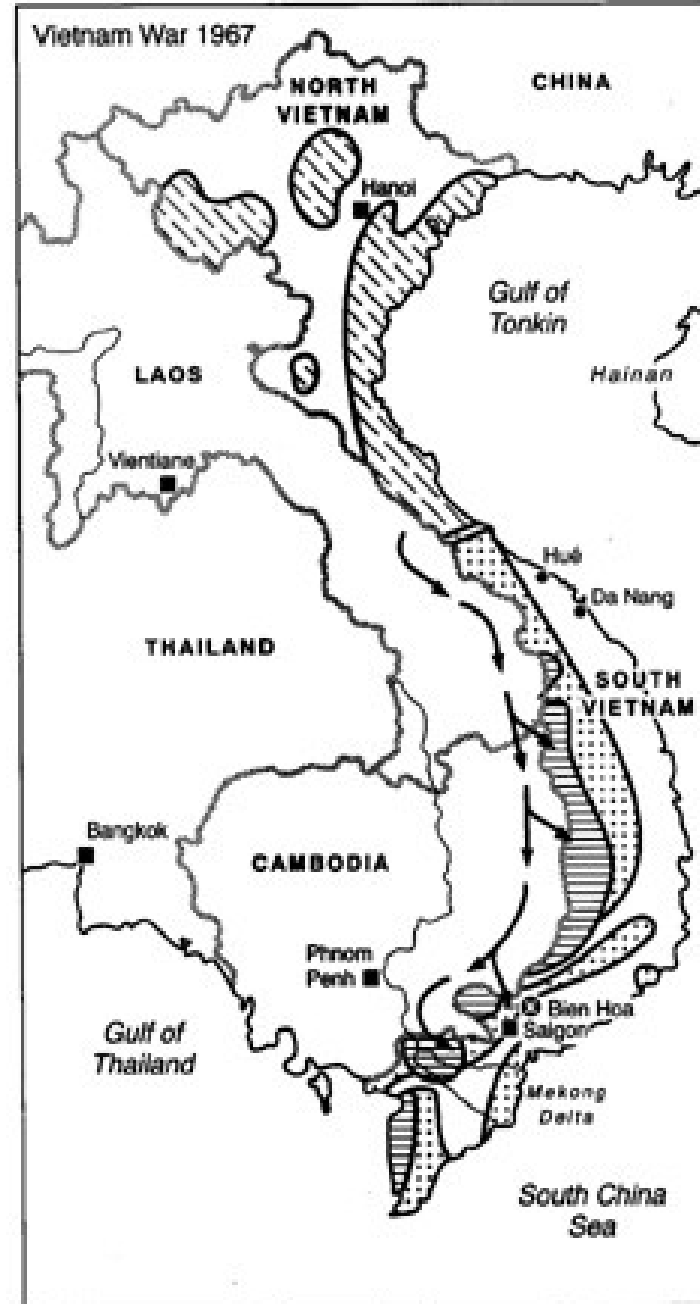 Vietnam War 1967
NORTH
VIETNAM
CHINA
Hanoi
Gulf of
Tonkin
Hainan
LAOS
Vientiane
Hué
Da Nang
THAILAND
SOUTH
VIETNAM
Bangkok
CAMBODIA
Phnom
Penh
Bien Hoa
Saigon
Gulf of
Thailand
Mekong
Delta
South China
Sea